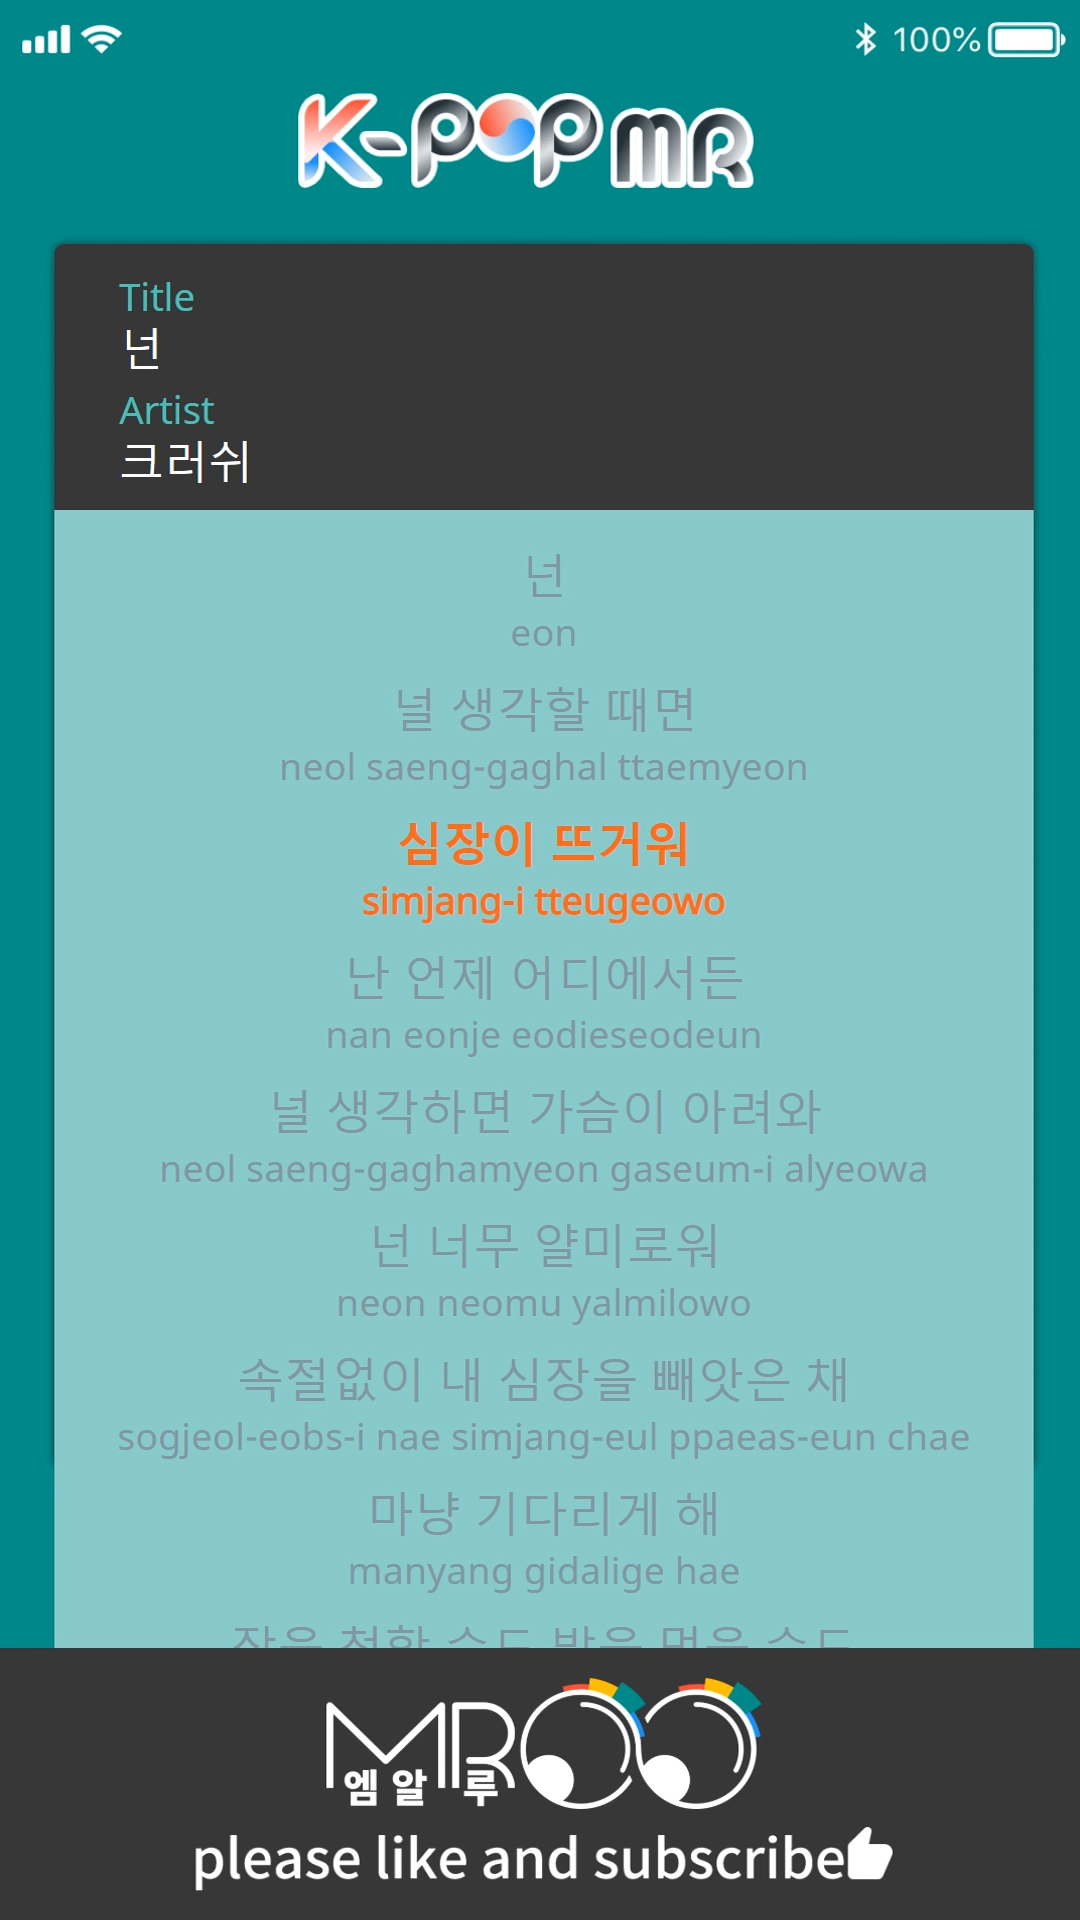 100%
K-POP MR
Title
넌
Artist
크러쉬
넌
eon
널 생각할 때면
neol saeng-gaghal ttaemyeon
심장이 뜨거워
simjang-i tteugeowo
난 언제 어디에서든
nan eonje eodieseodeun
널 생각하면 가슴이 아려와
neol saeng-gaghamyeon gaseum-i alyeowa
넌 너무 얄미로워
neon neomu yalmilowo
속절없이 내 심장을 빼앗은 채
sogjeol-eobs-i nae simjang-eul ppaeas-eun chae
마냥 기다리게 해
manyang gidalige hae
MROO
엠알루
please like and subscribe